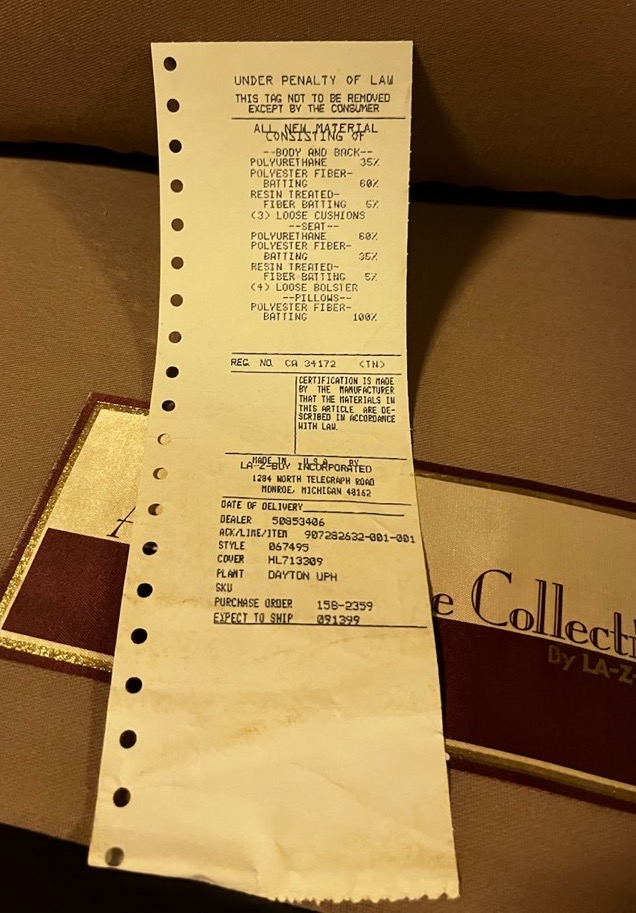 UNDER PENALTY OF LAW
THIS TAG NOT TO BE REMOVED
EXCEPT BY THE CONSUMER
ALL NEW MATERIAL
CONSISTING OF
--BODY AND BACK--
POLYURETHANE 35%
POLYESTER FIBER-
BATTING 60%
RESIN TREATED-
FIBER BATTING 5%
(3) LOOSE CUSHIONS
--SEAT--
POLYURETHANE 60%
POLYESTER FIBER-
BATTING 35%
RESIN TREATED-
FIBER BATTING 5%
(4) LOOSE BOLSTER
--PILLOWS--
POLYESTER FIBER-
BATTING 100%
REG. NO. CA 34172 (TN)
CERTIFICATION IS MADE
BY THE MANUFACTURER
THAT THE MATERIALS IN
THIS ARTICLE ARE DE-
SCRIBED IN ACCORDANCE
WITH LAW.
MADE IN U.S.A. BY
LA-Z-BOY INCORPORATED
1284 NORTH TELEGRAPH ROAD
MONROE, MICHIGAN 48162
DATE OF DELIVERY
DEALER 50853406
ACK/LINE/ITEM 907282632-001-001
STYLE 067495
COVER HL713309
PLANT DAYTON UPH
SKU
PURCHASE ORDER 158-2359
EXPECT TO SHIP 091399
A
e Collecti
By LA-Z-